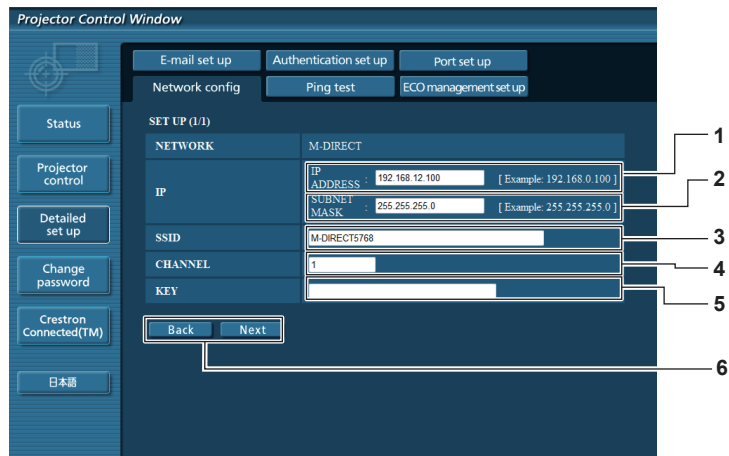 Projector Control Window
E-mail set up
Authentication set up
Port set up
Network config
Ping test
ECO management set up
Status
Projector
control
Detailed
set up
Change
password
Crestron
Connected(TM)
日本語
SET UP (1/1)
NETWORK
M-DIRECT
IP
IP
ADDRESS : 192.168.12.100 [ Example: 192.168.0.100 ]
SUBNET
MASK : 255.255.255.0 [ Example: 255.255.255.0 ]
SSID
M-DIRECT5768
CHANNEL
1
KEY
Back
Next
1
2
3
4
5
6